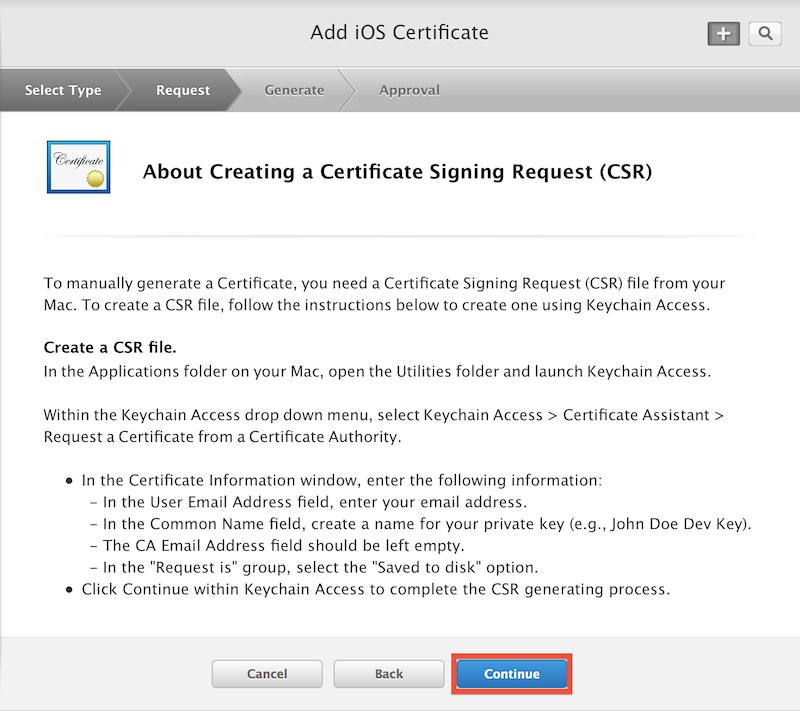 Add iOS Certificate
Select Type
Request
Generate
Approval
Certificate
About Creating a Certificate Signing Request (CSR)
To manually generate a Certificate, you need a Certificate Signing Request (CSR) file from your
Mac. To create a CSR file, follow the instructions below to create one using Keychain Access.
Create a CSR file.
In the Applications folder on your Mac, open the Utilities folder and launch Keychain Access.
Within the Keychain Access drop down menu, select Keychain Access > Certificate Assistant >
Request a Certificate from a Certificate Authority.
• In the Certificate Information window, enter the following information:
– In the User Email Address field, enter your email address.
– In the Common Name field, create a name for your private key (e.g., John Doe Dev Key).
– The CA Email Address field should be left empty.
– In the "Request is" group, select the "Saved to disk" option.
• Click Continue within Keychain Access to complete the CSR generating process.
Cancel
Back
Continue